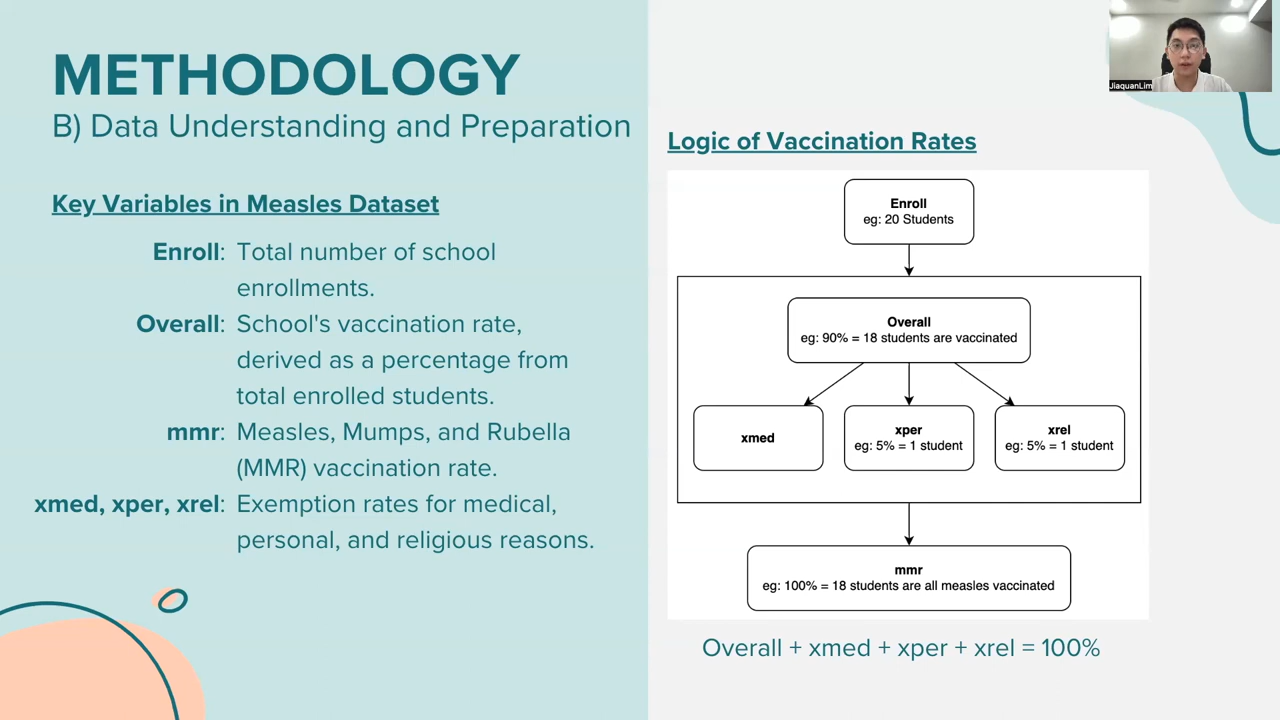 METHODOLOGY
B) Data Understanding and Preparation
Key Variables in Measles Dataset
Enroll: Total number of school
enrollments.
Overall: School's vaccination rate,
derived as a percentage from
total enrolled students.
mmr: Measles, Mumps, and Rubella
(MMR) vaccination rate.
xmed, xper, xrel: Exemption rates for medical,
personal, and religious reasons.
JiaquanLim
Logic of Vaccination Rates
Enroll
eg: 20 Students
Overall
eg: 90% = 18 students are vaccinated
xmed
xper
eg: 5% = 1 student
xrel
eg: 5% = 1 student
mmr
eg: 100% = 18 students are all measles vaccinated
Overall + xmed + xper + xrel = 100%